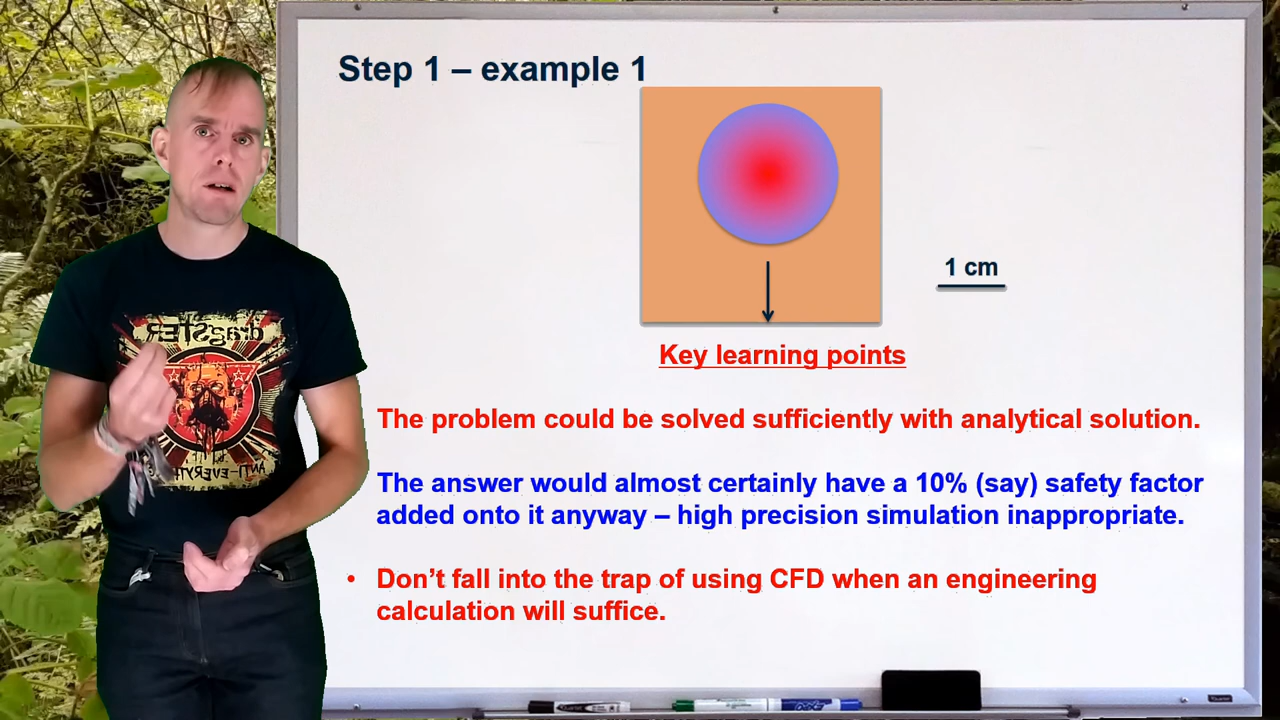 Step 1 – example 1
1 cm
Key learning points
The problem could be solved sufficiently with analytical solution.
The answer would almost certainly have a 10% (say) safety factor
added onto it anyway – high precision simulation inappropriate.
• Don’t fall into the trap of using CFD when an engineering
calculation will suffice.
dragSTER